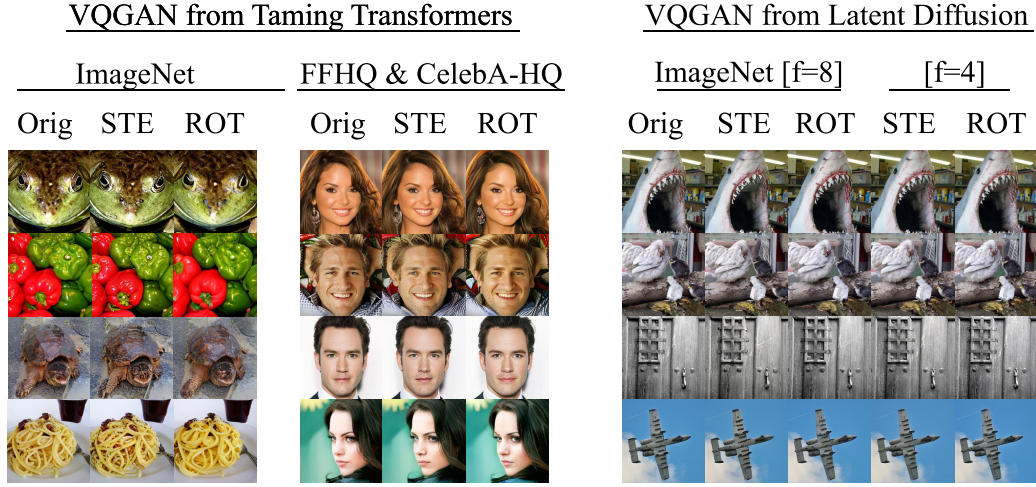 VQGAN from Taming Transformers
VQGAN from Latent Diffusion
ImageNet
FFHQ & CelebA-HQ
ImageNet [f=8]
[f=4]
Orig STE ROT
Orig STE ROT
Orig STE ROT STE ROT